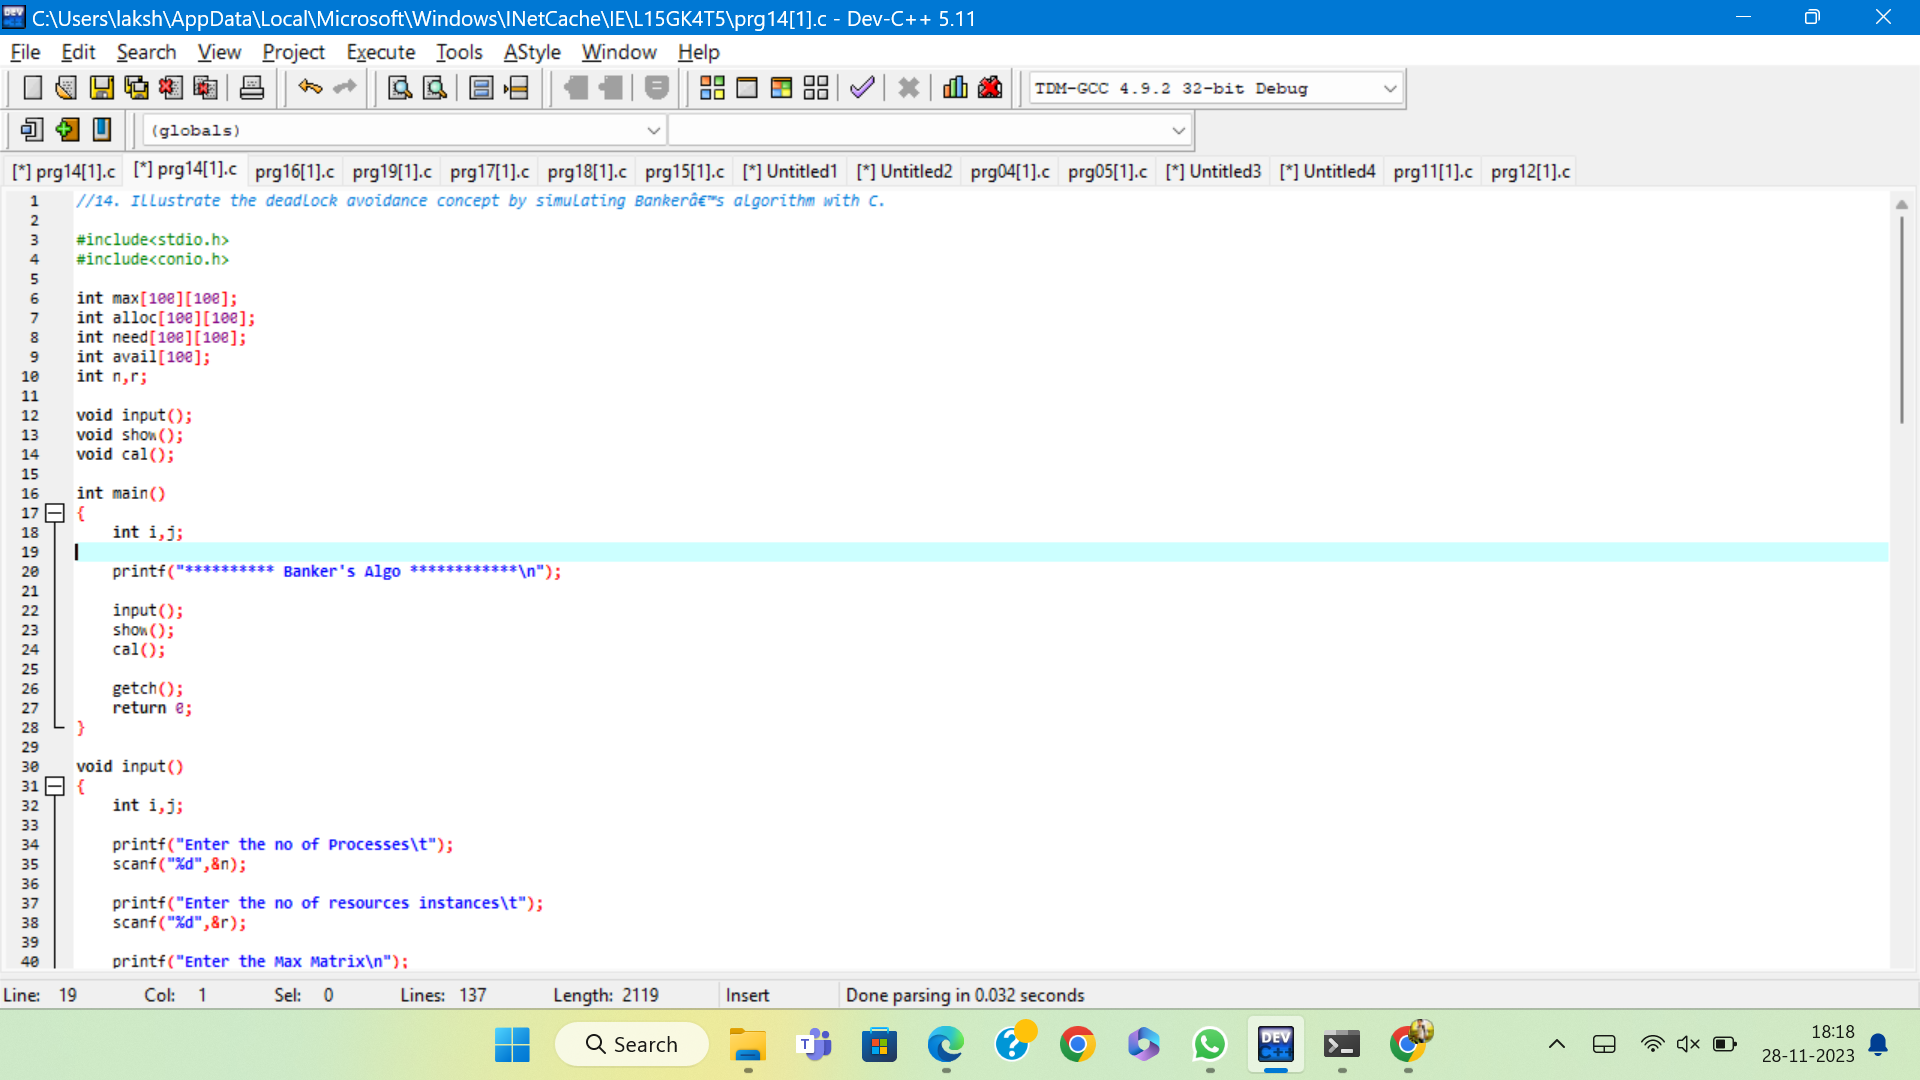 C:\Users\laksh\AppData\Local\Microsoft\Windows\INetCache\IE\L15GK4T5\prg14[1].c - Dev-C++ 5.11
File Edit Search View Project Execute Tools AStyle Window Help
TDM-GCC 4.9.2 32-bit Debug
(globals)
[*] prg14[1].c [*] prg14[1].c prg16[1].c prg19[1].c prg17[1].c prg18[1].c prg15[1].c [*] Untitled1 [*] Untitled2 prg04[1].c prg05[1].c [*] Untitled3 [*] Untitled4 prg11[1].c prg12[1].c
1 //14. Illustrate the deadlock avoidance concept by simulating Bankerâ€™s algorithm with C.
2
3 #include<stdio.h>
4 #include<conio.h>
5
6 int max[100][100];
7 int alloc[100][100];
8 int need[100][100];
9 int avail[100];
10 int n,r;
11
12 void input();
13 void show();
14 void cal();
15
16 int main()
17 {
18 int i,j;
19
20 printf("********** Banker's Algo ************\n");
21
22 input();
23 show();
24 cal();
25
26 getch();
27 return 0;
28 }
29
30 void input()
31 {
32 int i,j;
33
34 printf("Enter the no of Processes\t");
35 scanf("%d",&n);
36
37 printf("Enter the no of resources instances\t");
38 scanf("%d",&r);
39
40 printf("Enter the Max Matrix\n");
Line: 19 Col: 1 Sel: 0 Lines: 137 Length: 2119 Insert Done parsing in 0.032 seconds
Search
DEV C++
18:18
28-11-2023